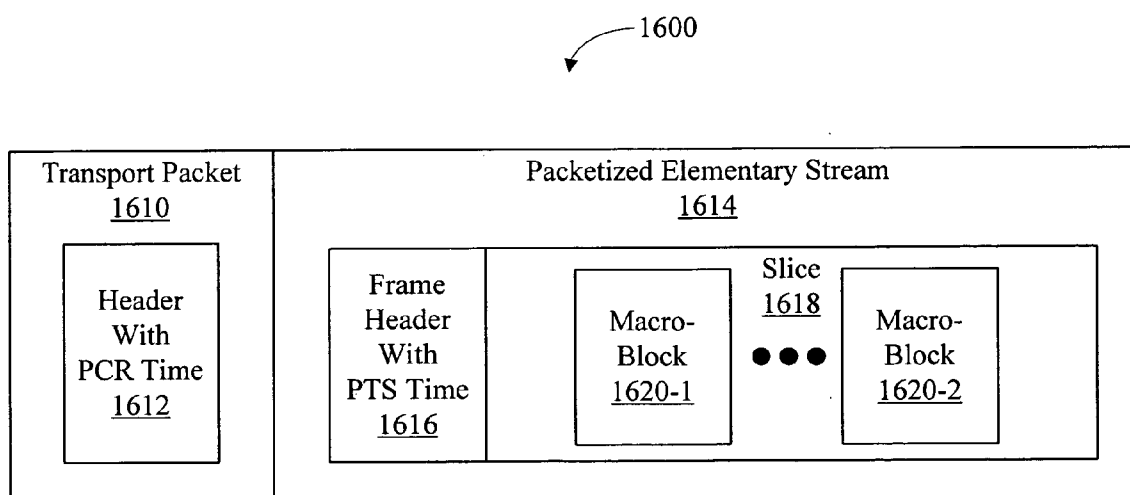 1600
Transport Packet
1610
Header
With
PCR Time
1612
Packetized Elementary Stream
1614
Frame
Header
With
PTS Time
1616
Slice
1618
Macro-
Block
1620-1
Macro-
Block
1620-2